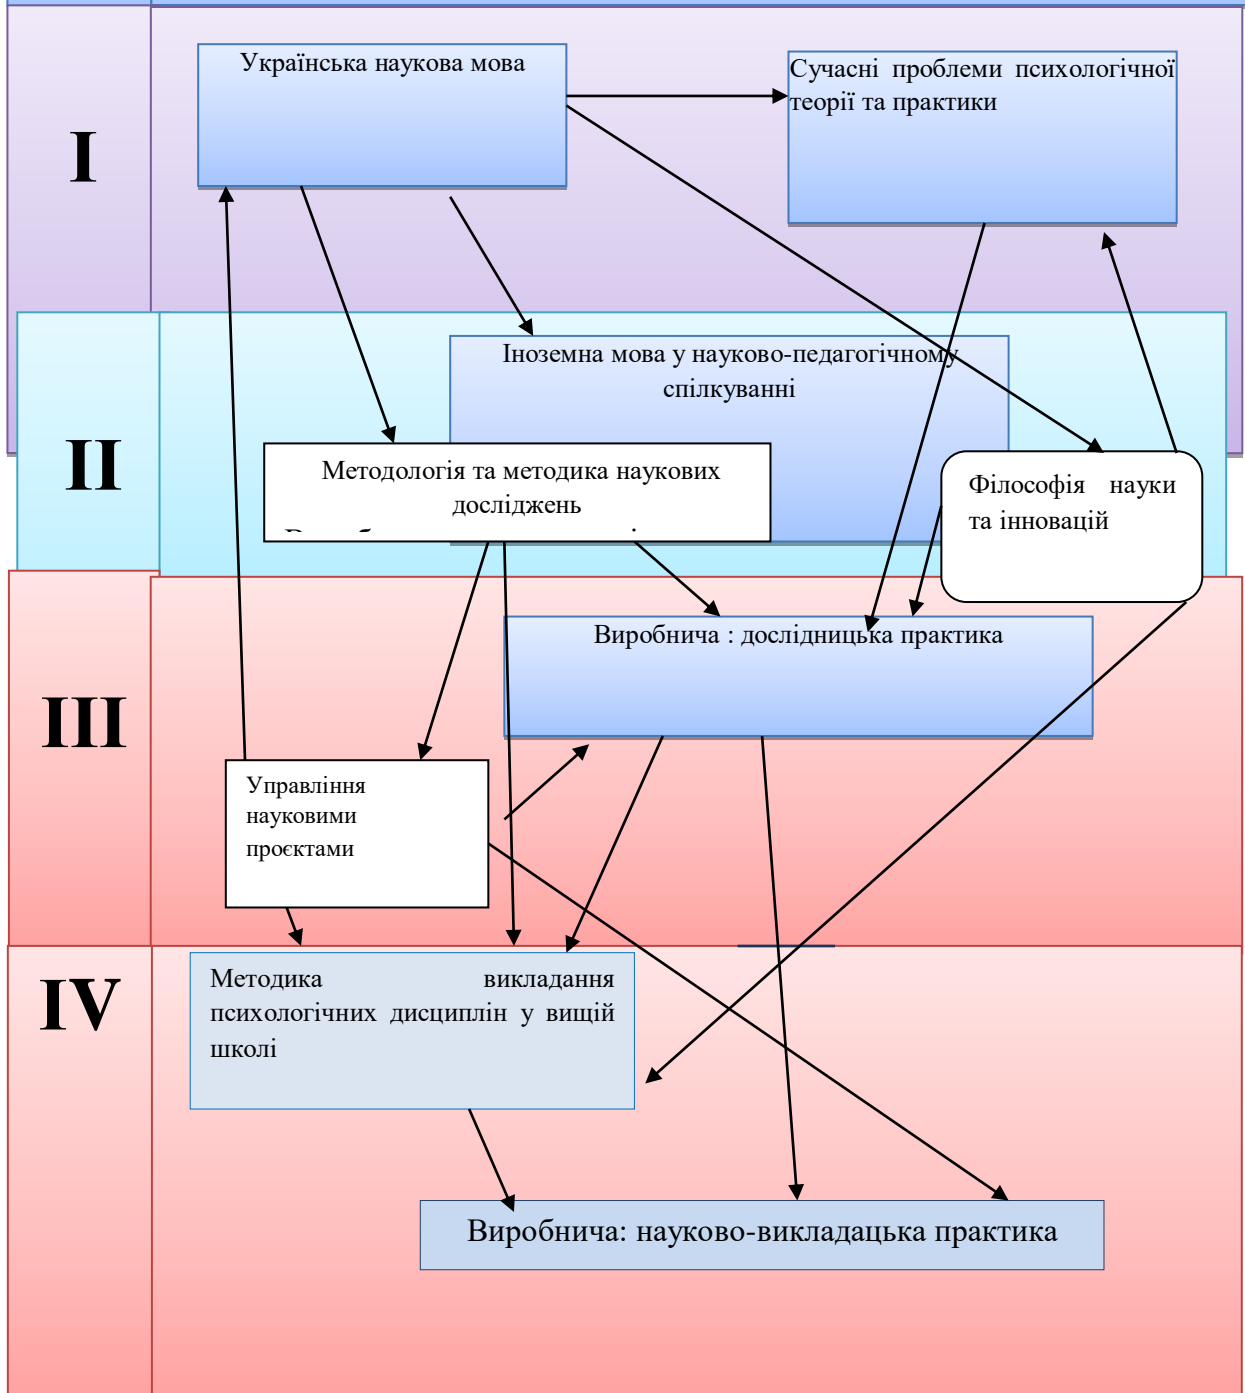 I
Українська наукова мова
Сучасні проблеми психологічної
теорії та практики
II
Іноземна мова у науково-педагогічному
спілкуванні
Методологія та методика наукових
досліджень
Філософія науки
та інновацій
III
Виробнича : дослідницька практика
Управління
науковими
проєктами
IV
Методика викладання
психологічних дисциплін у вищій
школі
Виробнича: науково-викладацька практика